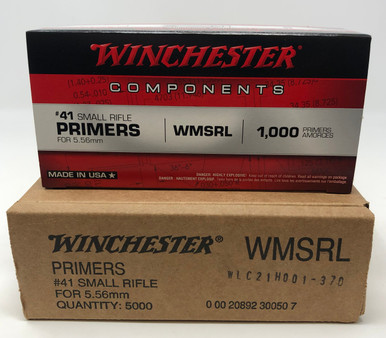 WINCHESTER®
COMPONENTS
#41 SMALL RIFLE
PRIMERS
FOR 5.56mm
WMSRL
1,000 PRIMERS
AMORCES
MADE IN USA ★
WINCHESTER®
WMSRL
PRIMERS
#41 SMALL RIFLE
FOR 5.56mm
QUANTITY: 5000
WLC21H001-370
0 00 20892 30050 7